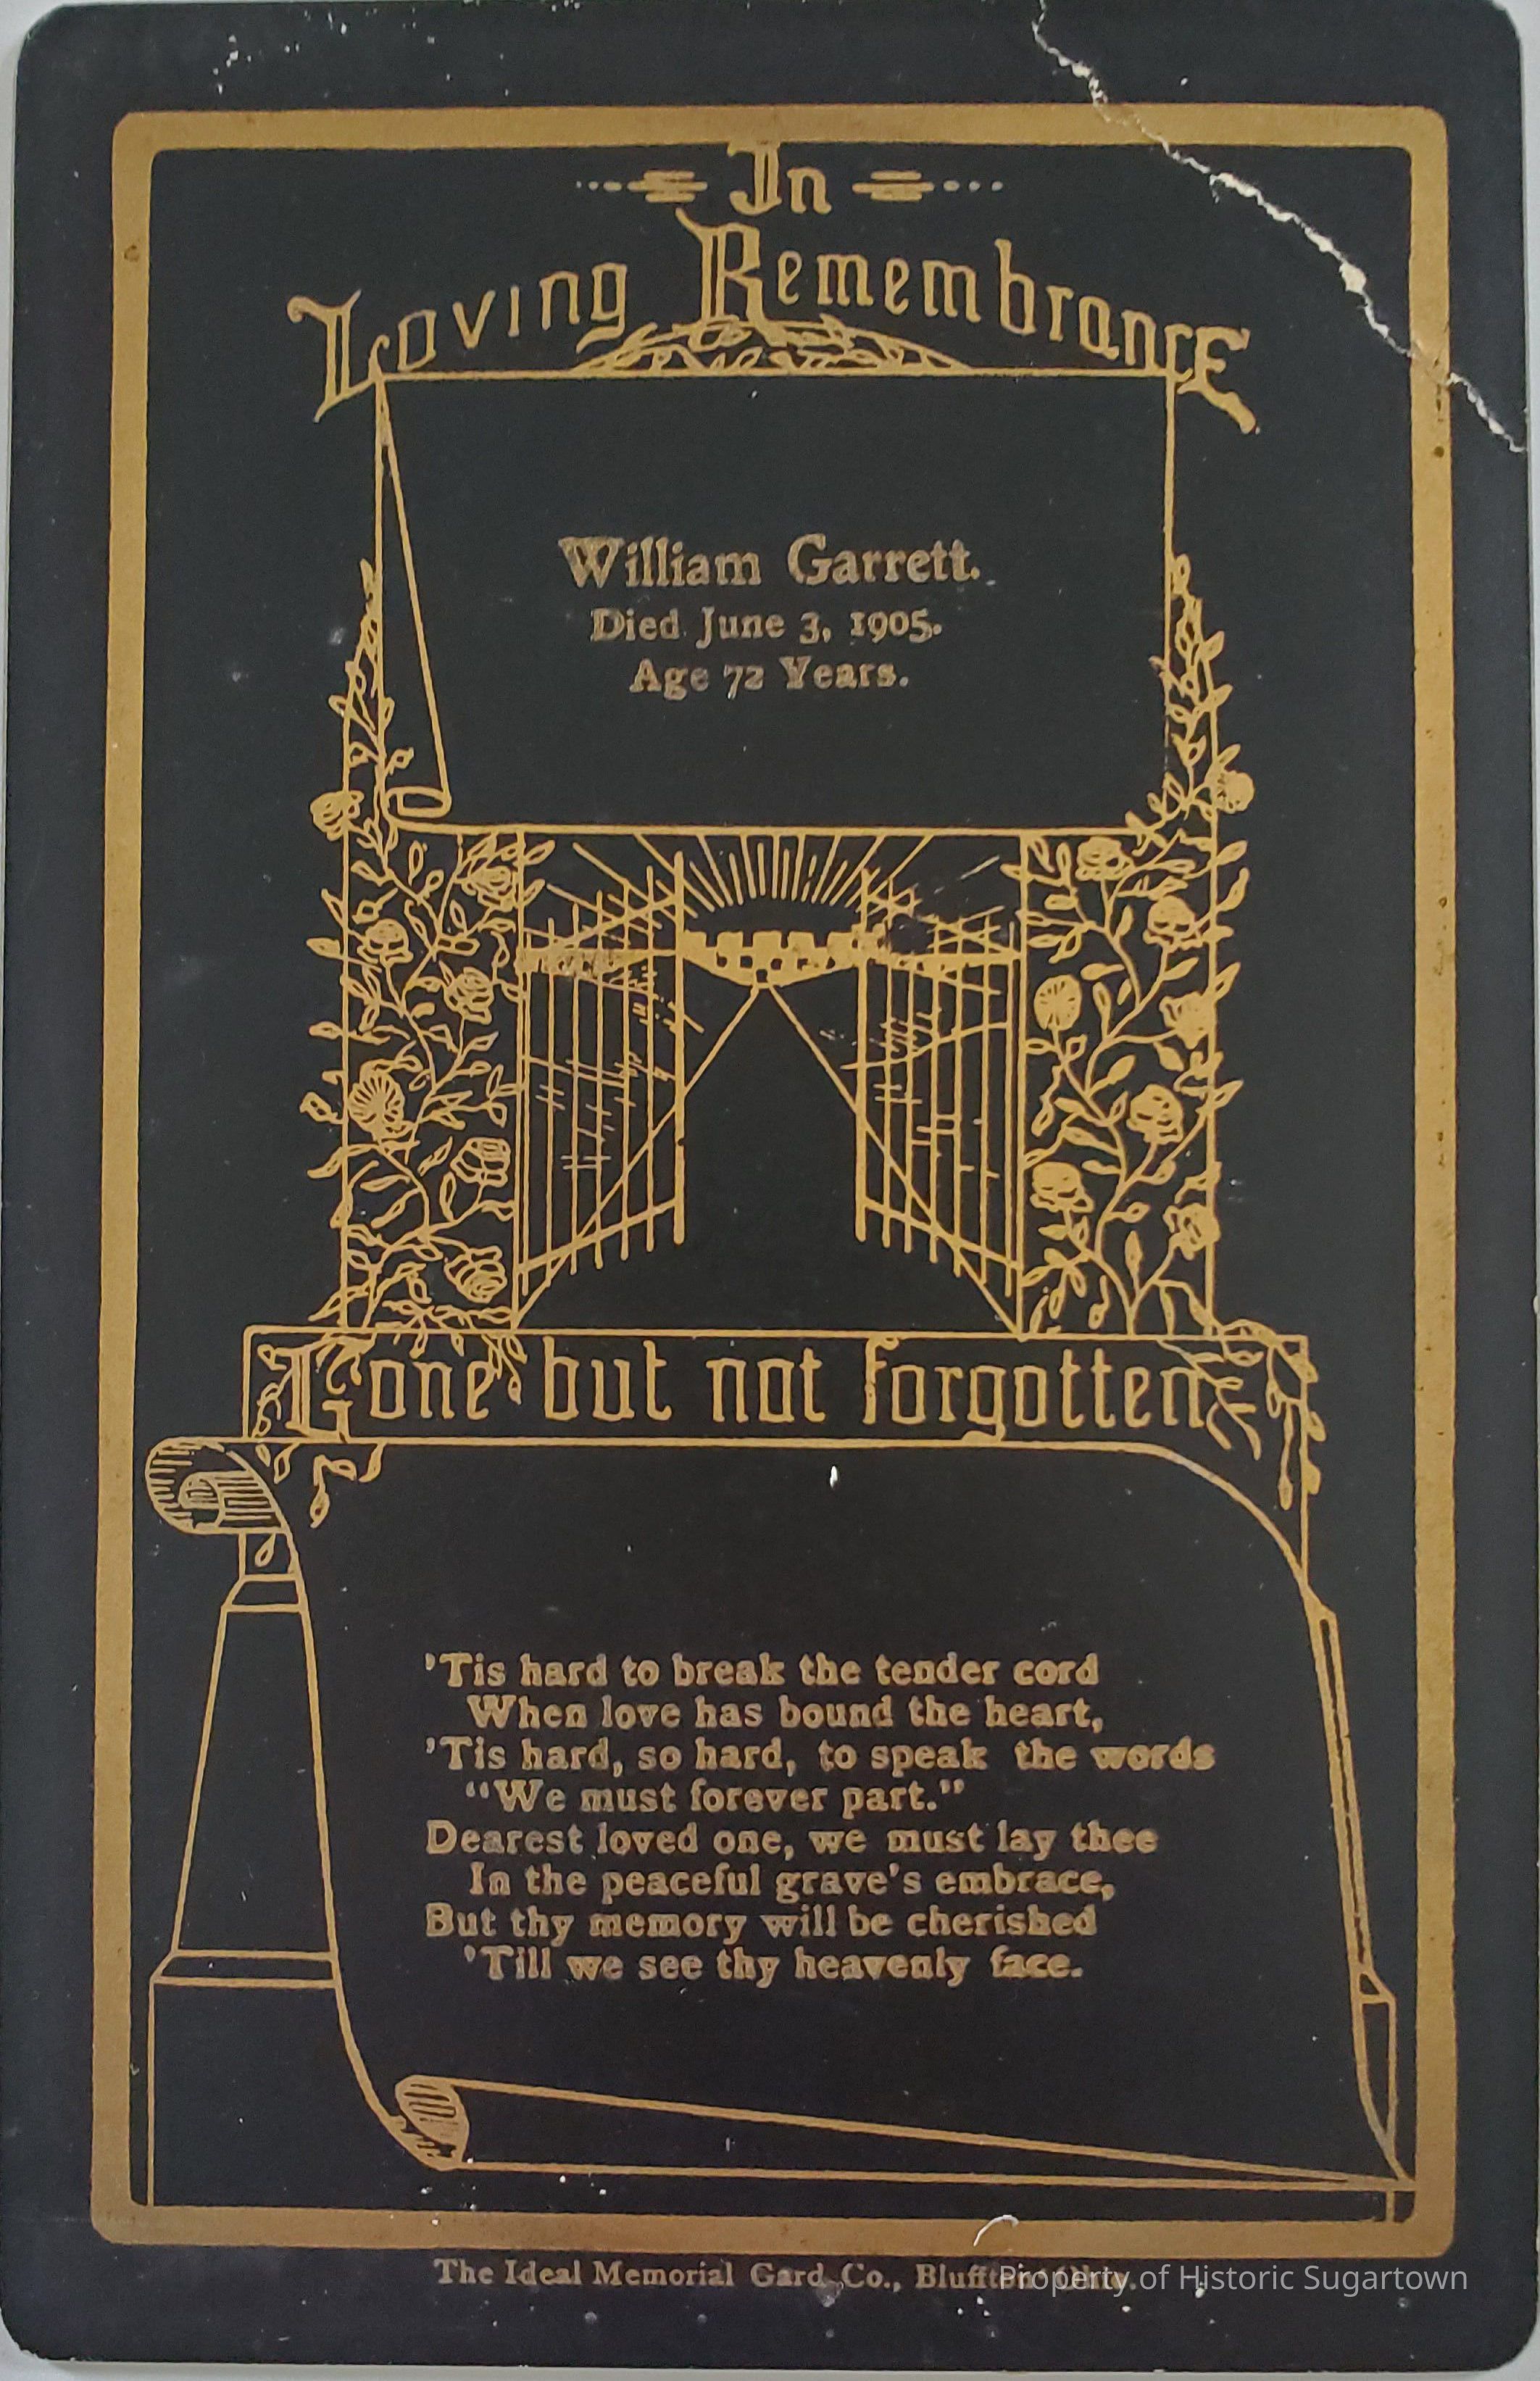 In
Loving Remembrance
William Garrett.
Died June 3, 1905.
Age 72 Years.
Gone but not forgotten
'Tis hard to break the tender cord
When love has bound the heart,
'Tis hard, so hard, to speak the words
"We must forever part."
Dearest loved one, we must lay thee
In the peaceful grave's embrace,
But thy memory will be cherished
'Till we see thy heavenly face.
The Ideal Memorial Gard Co.,
Property of Historic Sugartown